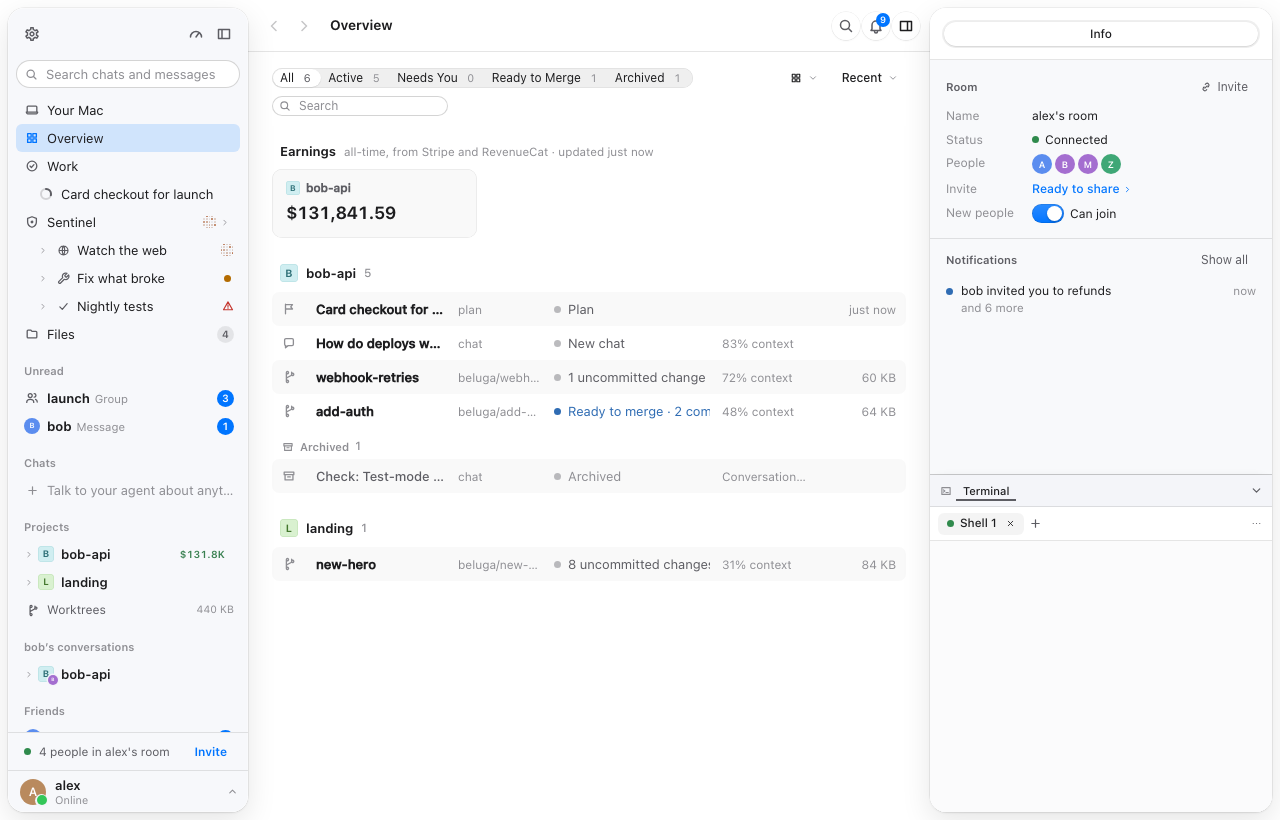 Search chats and messages
Your Mac
Overview
Work
Card checkout for launch
Sentinel
Watch the web
Fix what broke
Nightly tests
Files 4
Unread
launch Group 3
B bob Message 1
Chats
Talk to your agent about anyt...
Projects
B bob-api $131.8K
L landing
Worktrees 440 KB
bob's conversations
B bob-api
Friends
4 people in alex's room Invite
A alex
Online
Overview
9
All 6 Active 5 Needs You 0 Ready to Merge 1 Archived 1
Recent
Search
Earnings all-time, from Stripe and RevenueCat · updated just now
B bob-api
$131,841.59
B bob-api 5
Card checkout for ... plan Plan just now
How do deploys w... chat New chat 83% context
webhook-retries beluga/webh... 1 uncommitted change 72% context 60 KB
add-auth beluga/add-... Ready to merge · 2 com 48% context 64 KB
Archived 1
Check: Test-mode ... chat Archived Conversation...
L landing 1
new-hero beluga/new-... 8 uncommitted changes 31% context 84 KB
Info
Room Invite
Name alex's room
Status Connected
People A B M Z
Invite Ready to share
New people Can join
Notifications Show all
bob invited you to refunds now
and 6 more
Terminal
Shell 1